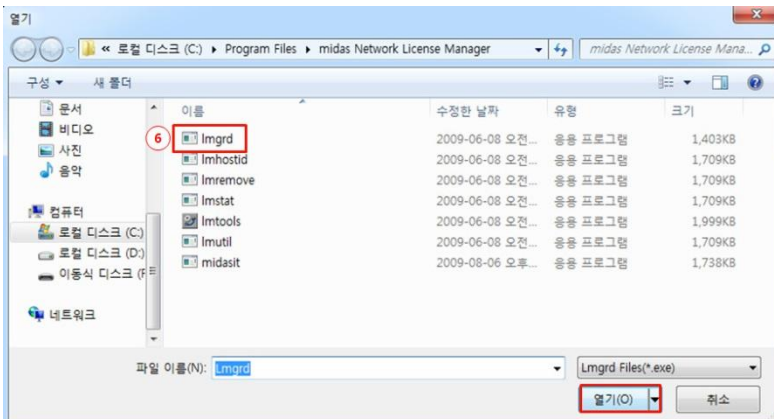 열기
« 로컬 디스크 (C:) ▸ Program Files ▸ midas Network License Manager
midas Network License Mana...
구성 새 폴더
이름 수정한 날짜 유형 크기
문서
비디오
사진
음악
컴퓨터
로컬 디스크 (C:)
로컬 디스크 (D:)
이동식 디스크 (F
네트워크
6
lmgrd 2009-06-08 오전... 응용 프로그램 1,403KB
lmhostid 2009-06-08 오전... 응용 프로그램 1,709KB
lmremove 2009-06-08 오전... 응용 프로그램 1,709KB
lmstat 2009-06-08 오전... 응용 프로그램 1,709KB
lmtools 2009-06-08 오전... 응용 프로그램 1,999KB
lmutil 2009-06-08 오전... 응용 프로그램 1,709KB
midasit 2009-08-06 오후... 응용 프로그램 1,738KB
파일 이름(N): Lmgrd Lmgrd Files(*.exe)
열기(O) 취소